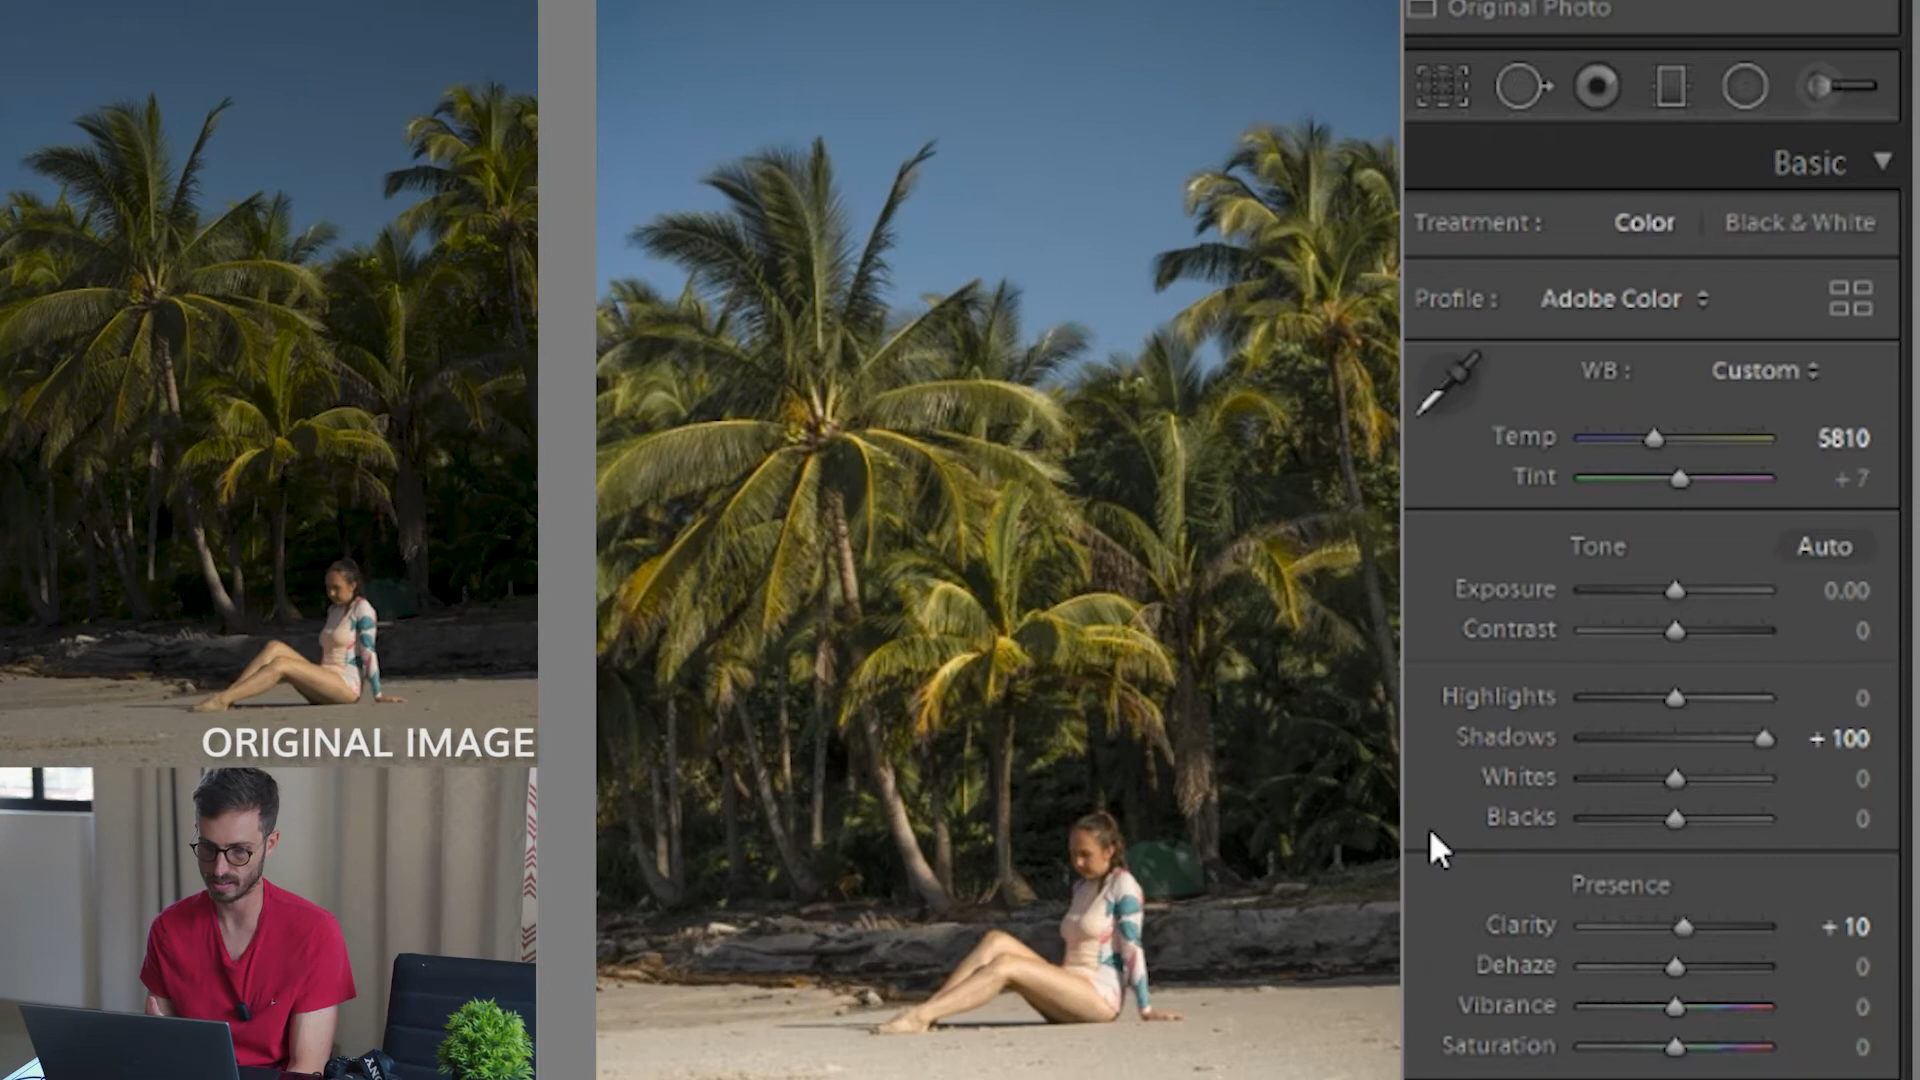 ORIGINAL IMAGE
SONY
Original Photo
Basic
Treatment : Color Black & White
Profile : Adobe Color
WB : Custom
Temp 5810
Tint + 7
Tone Auto
Exposure 0.00
Contrast 0
Highlights 0
Shadows + 100
Whites 0
Blacks 0
Presence
Clarity + 10
Dehaze 0
Vibrance 0
Saturation 0